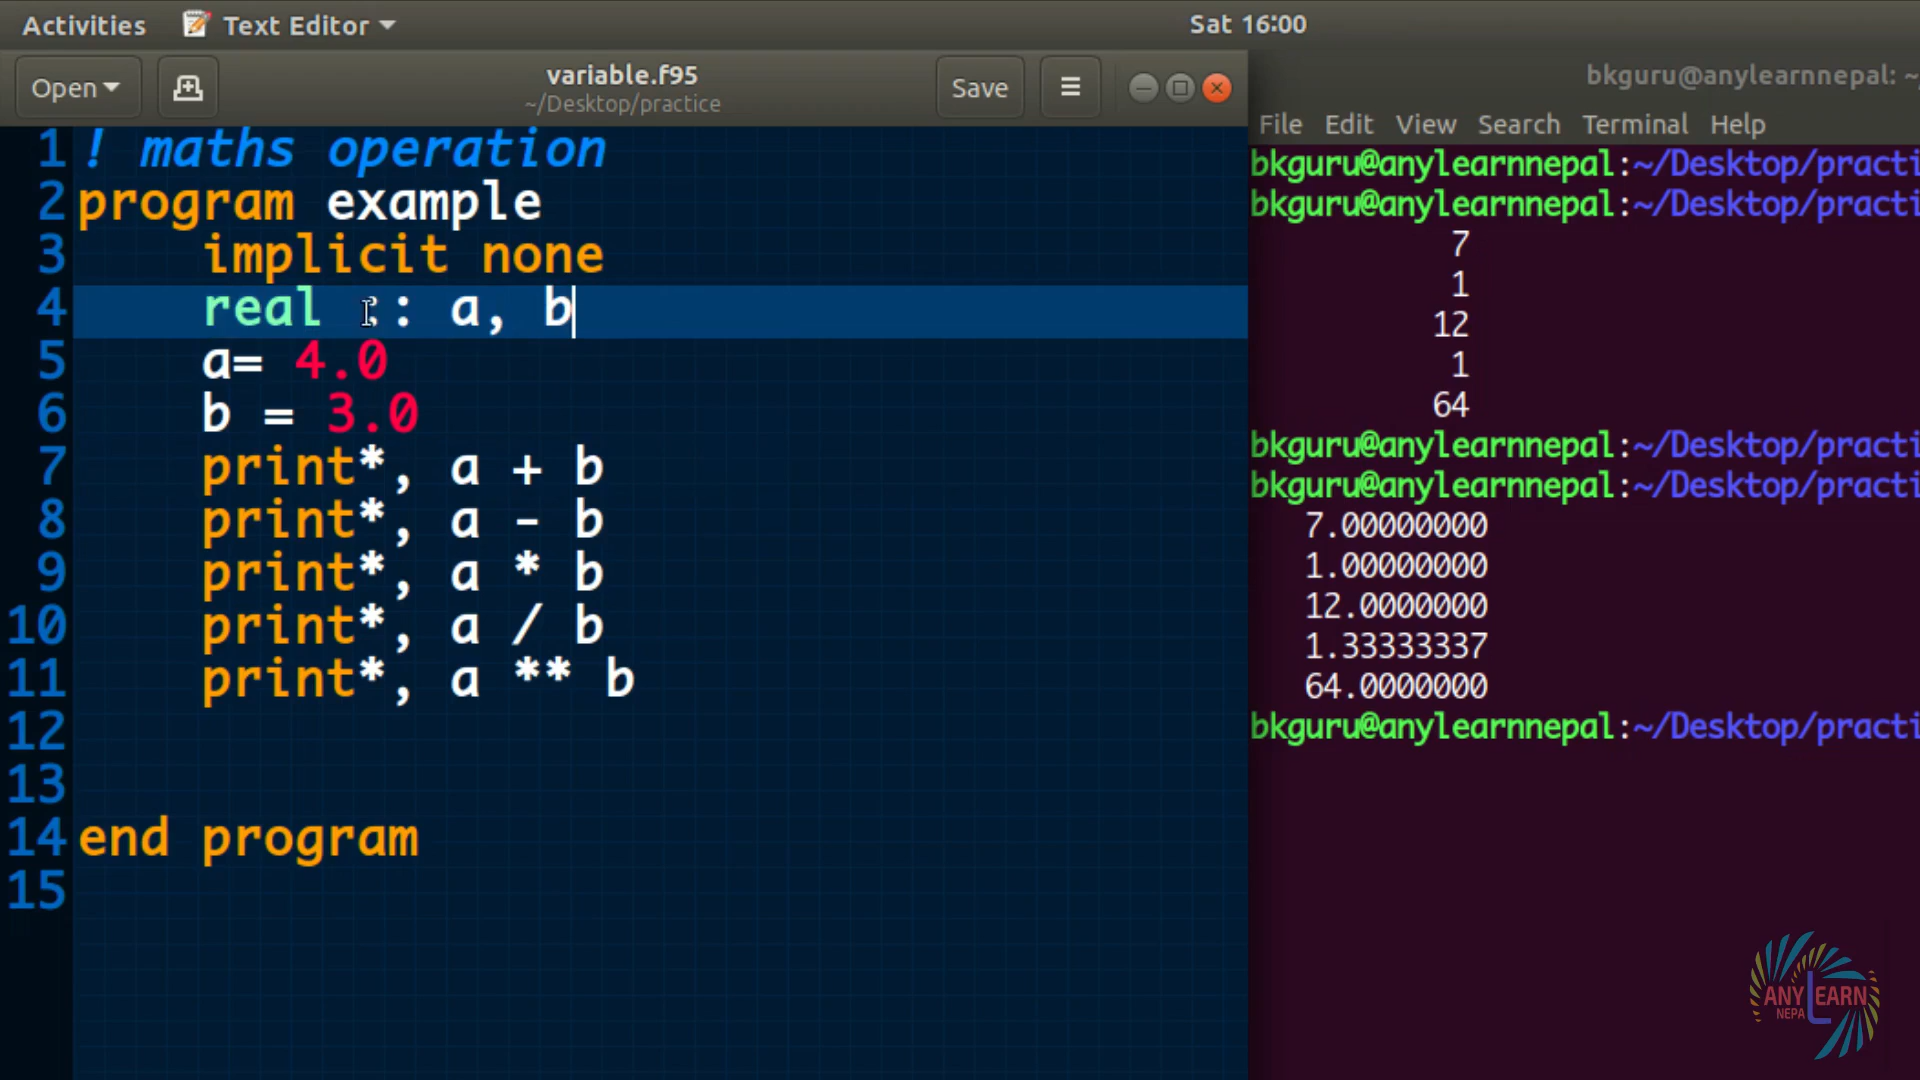 Activities Text Editor Sat 16:00
Open variable.f95 Save
~/Desktop/practice
1 ! maths operation
2 program example
3 implicit none
4 real :: a, b
5 a= 4.0
6 b = 3.0
7 print*, a + b
8 print*, a - b
9 print*, a * b
10 print*, a / b
11 print*, a ** b
12
13
14 end program
15
bkguru@anylearnnepal: ~
File Edit View Search Terminal Help
bkguru@anylearnnepal:~/Desktop/practi
bkguru@anylearnnepal:~/Desktop/practi
7
1
12
1
64
bkguru@anylearnnepal:~/Desktop/practi
bkguru@anylearnnepal:~/Desktop/practi
7.00000000
1.00000000
12.0000000
1.33333337
64.0000000
bkguru@anylearnnepal:~/Desktop/practi
ANY LEARN
NEPAL